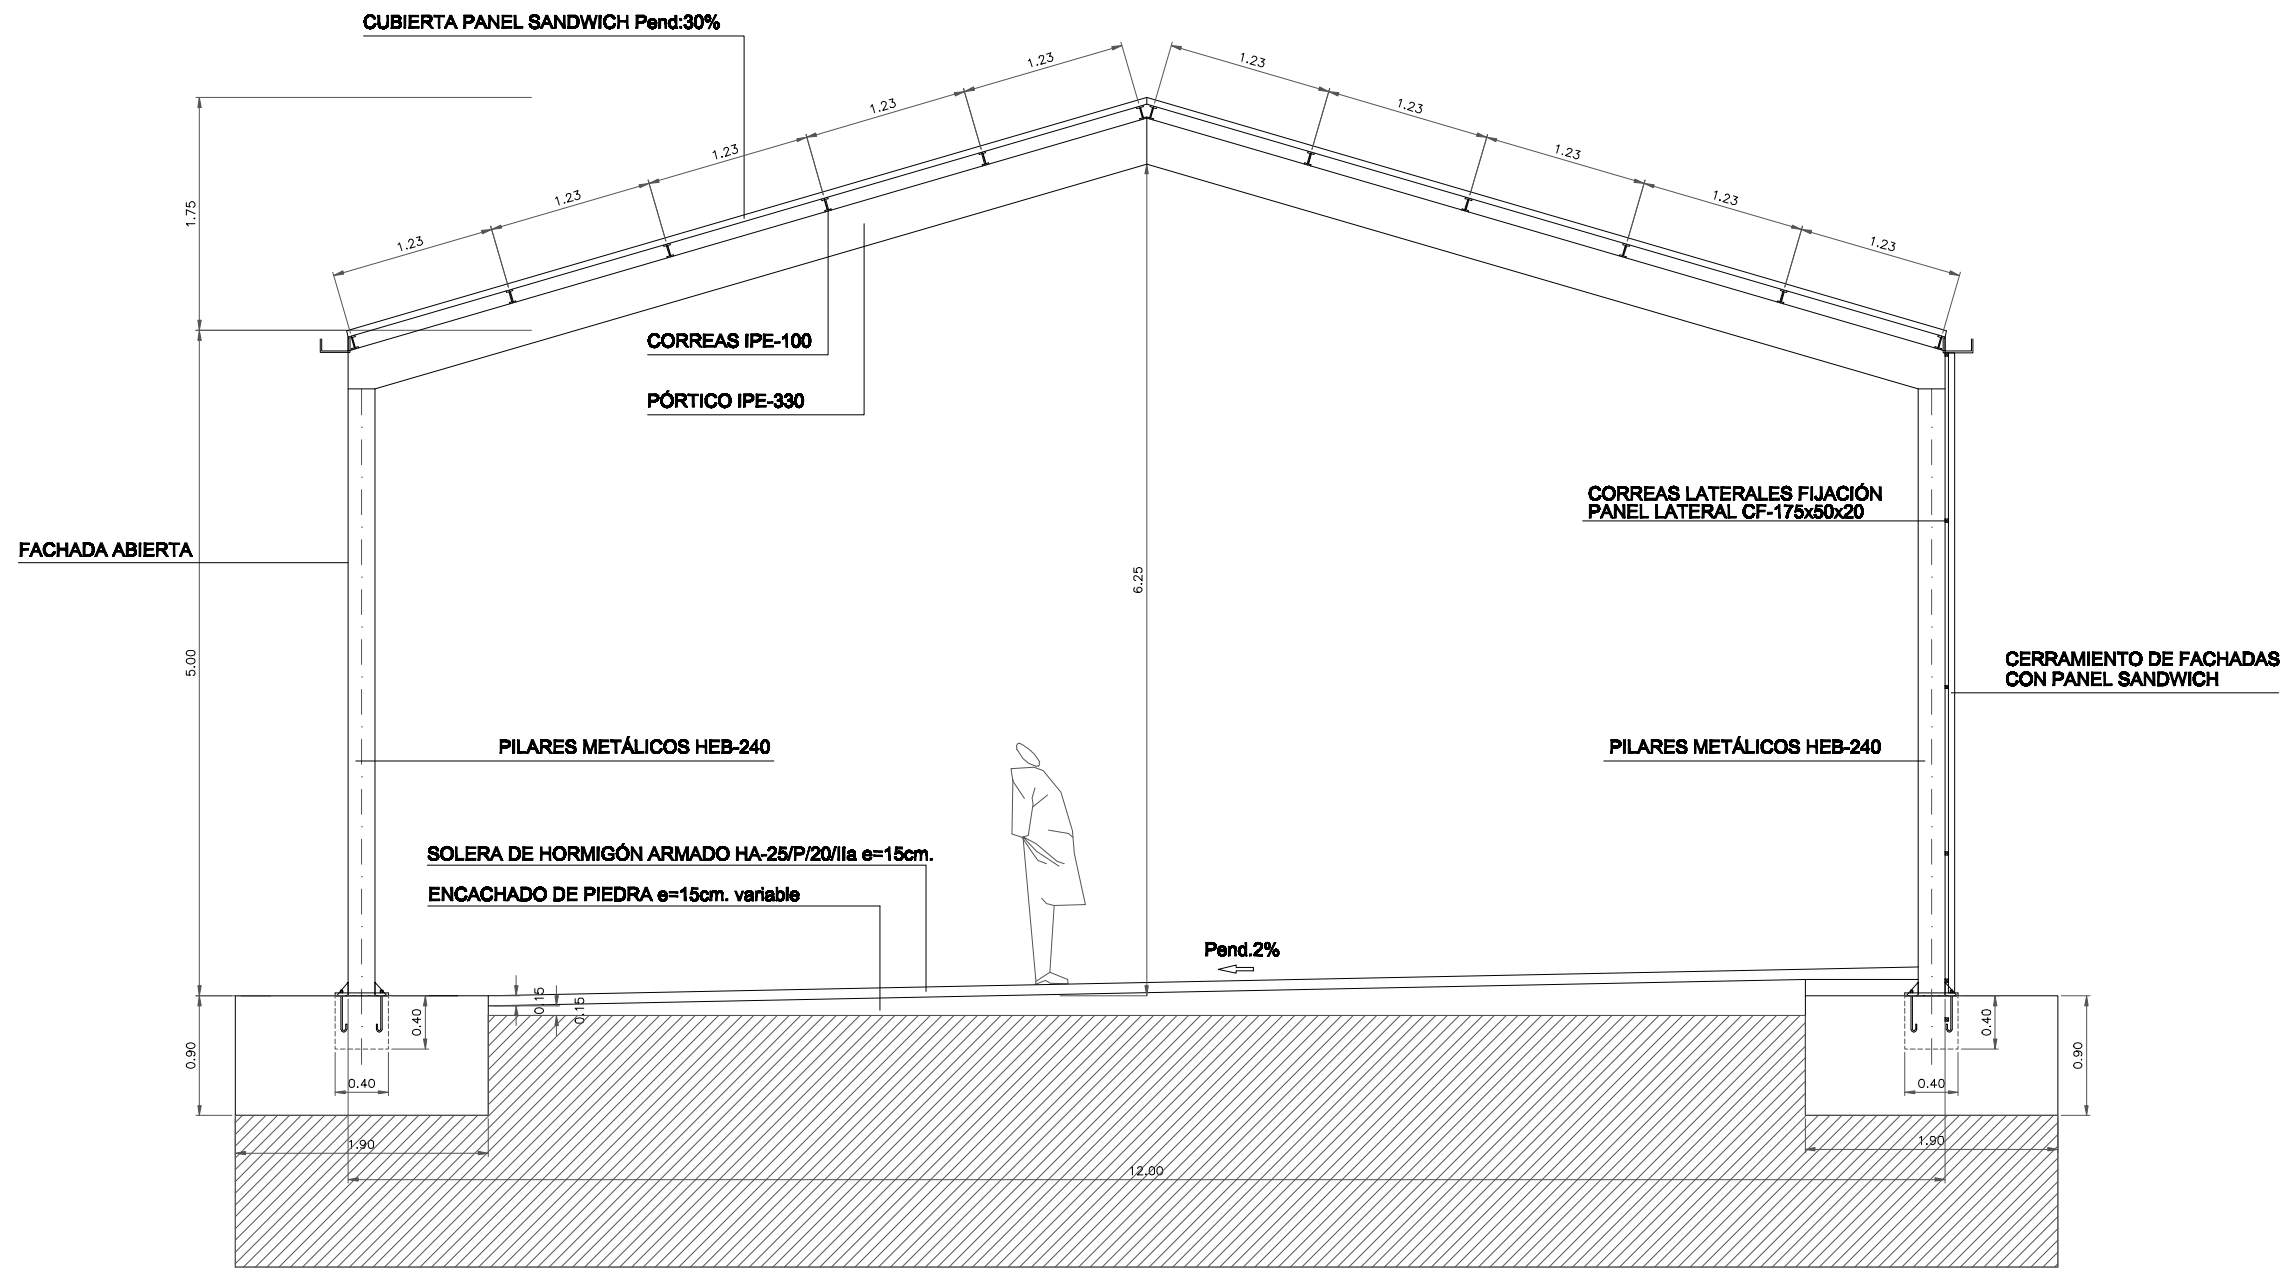 CUBIERTA PANEL SANDWICH Pend:30%
1.23
1.23
1.23
1.23
1.23
1.23
1.23
1.23
1.23
1.23
1.75
CORREAS IPE-100
PÓRTICO IPE-330
CORREAS LATERALES FIJACIÓN
PANEL LATERAL CF-175x50x20
FACHADA ABIERTA
6.25
5.00
CERRAMIENTO DE FACHADAS
CON PANEL SANDWICH
PILARES METÁLICOS HEB-240
PILARES METÁLICOS HEB-240
SOLERA DE HORMIGÓN ARMADO HA-25/P/20/IIa e=15cm.
ENCACHADO DE PIEDRA e=15cm. variable
Pend.2%
0.15
0.15
0.40
0.40
0.90
0.90
0.40
0.40
1.90
1.90
12.00